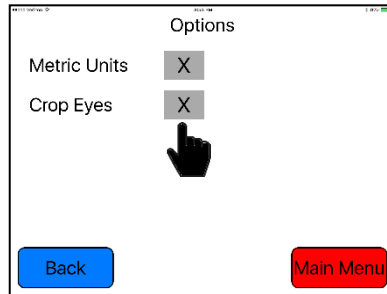 Options
Metric Units X
Crop Eyes X
Back
Main Menu